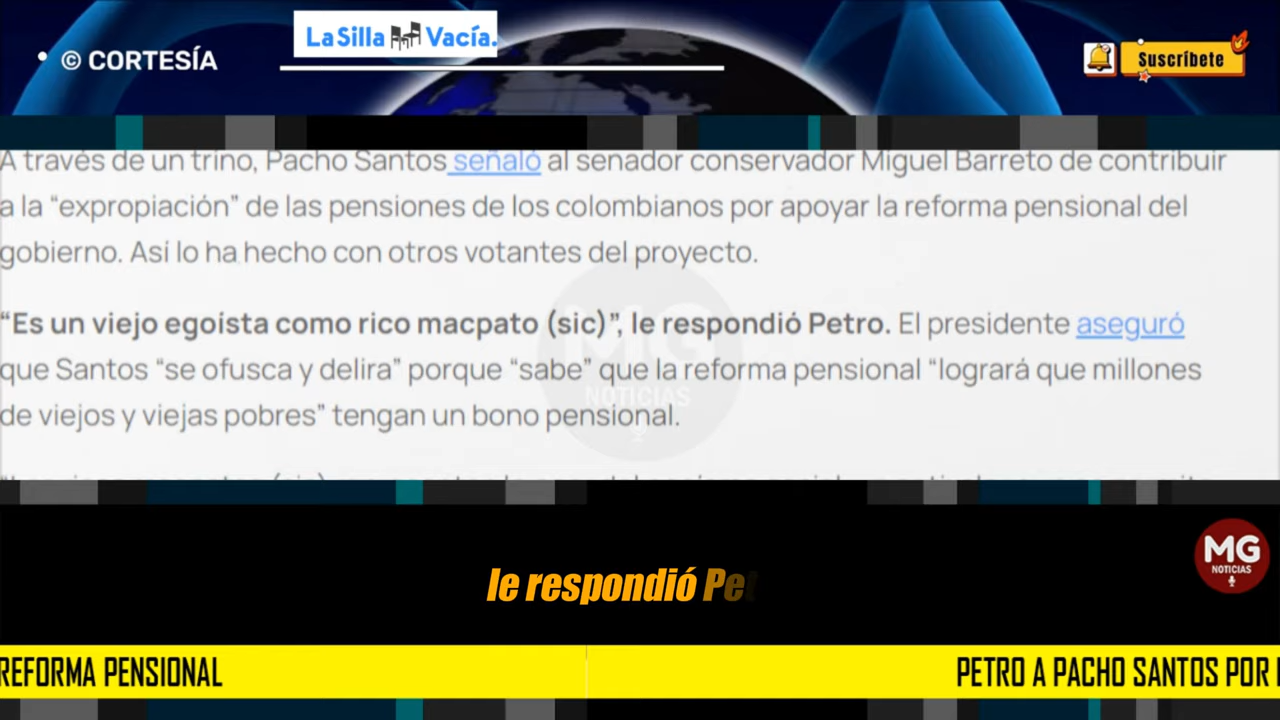 © CORTESÍA
La Silla Vacía.
Suscríbete
A través de un trino, Pacho Santos señaló al senador conservador Miguel Barreto de contribuir
a la “expropiación” de las pensiones de los colombianos por apoyar la reforma pensional del
gobierno. Así lo ha hecho con otros votantes del proyecto.
“Es un viejo egoísta como rico macpato (sic)”, le respondió Petro. El presidente aseguró
que Santos “se ofusca y delira” porque “sabe” que la reforma pensional “logrará que millones
de viejos y viejas pobres” tengan un bono pensional.
MG
NOTICIAS
le respondió Pet
MG
NOTICIAS
REFORMA PENSIONAL
PETRO A PACHO SANTOS POR